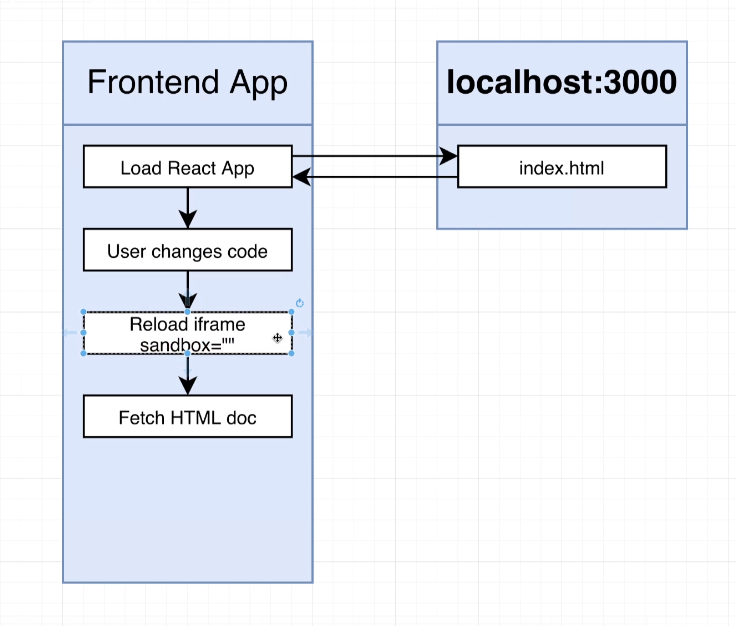 Frontend App
localhost:3000
Load React App
index.html
User changes code
Reload iframe
sandbox=""
Fetch HTML doc